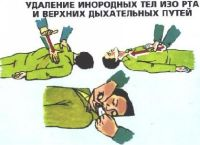 УДАЛЕНИЕ ИНОРОДНЫХ ТЕЛ ИЗО РТА
И ВЕРХНИХ ДЫХАТЕЛЬНЫХ ПУТЕЙ